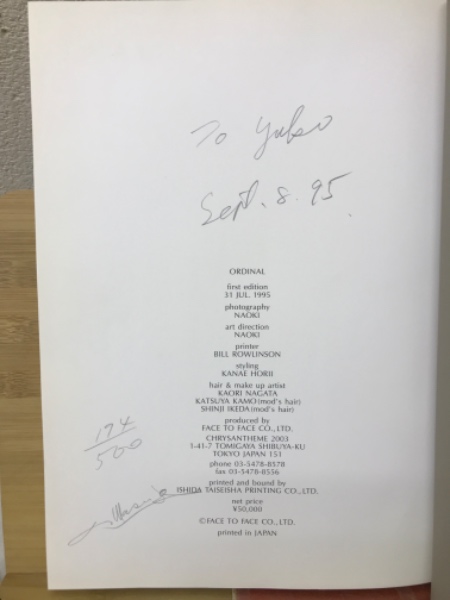 To Yuko
Sept. 8. 95.
ORDINAL
first edition
31 JUL. 1995
photography
NAOKI
art direction
NAOKI
printer
BILL ROWLINSON
styling
KANAE HORII
hair & make up artist
KAORI NAGATA
KATSUYA KAMO(mod's hair)
SHINJI IKEDA(mod's hair)
produced by
FACE TO FACE CO., LTD.
CHRYSANTHEME 2003
1-41-7 TOMIGAYA SHIBUYA-KU
TOKYO JAPAN 151
phone 03-5478-8578
fax 03-5478-8556
printed and bound by
ISHIDA TAISEISHA PRINTING CO., LTD.
net price
¥50,000
©FACE TO FACE CO., LTD.
printed in JAPAN
194
500